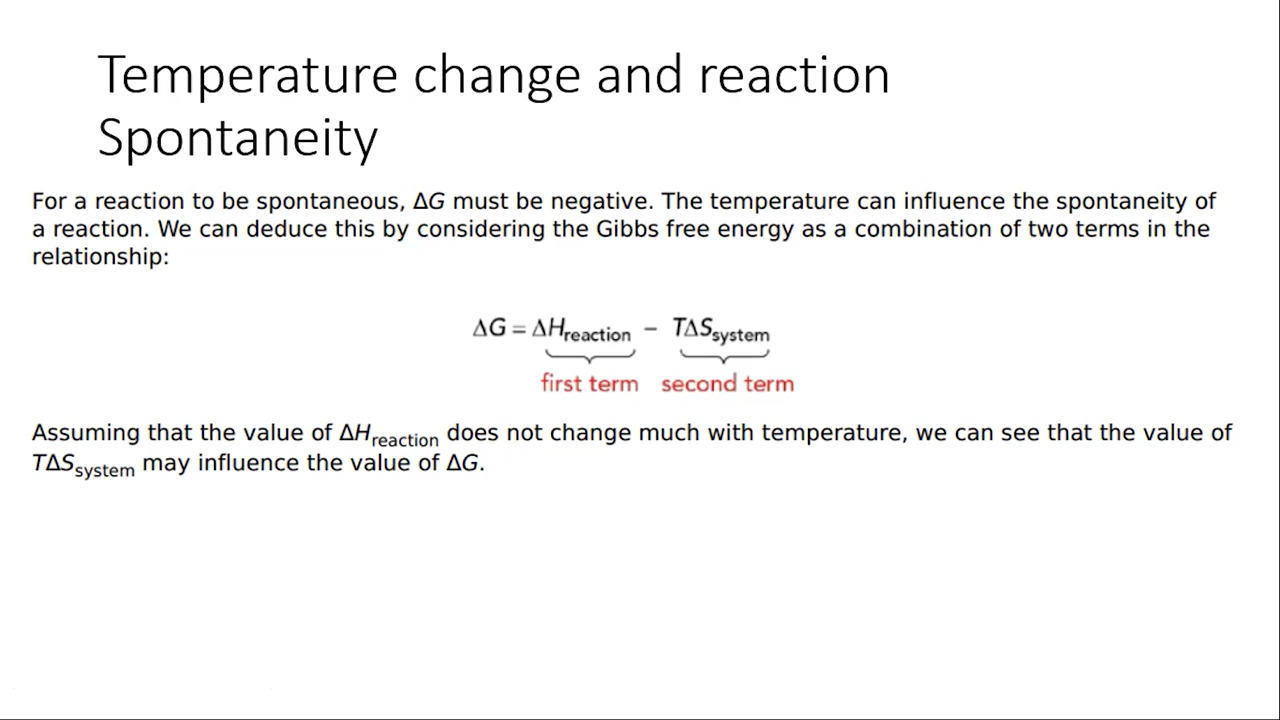 Temperature change and reaction
Spontaneity
For a reaction to be spontaneous, ΔG must be negative. The temperature can influence the spontaneity of
a reaction. We can deduce this by considering the Gibbs free energy as a combination of two terms in the
relationship:
ΔG = ΔHreaction − TΔSsystem
first term second term
Assuming that the value of ΔHreaction does not change much with temperature, we can see that the value of
TΔSsystem may influence the value of ΔG.